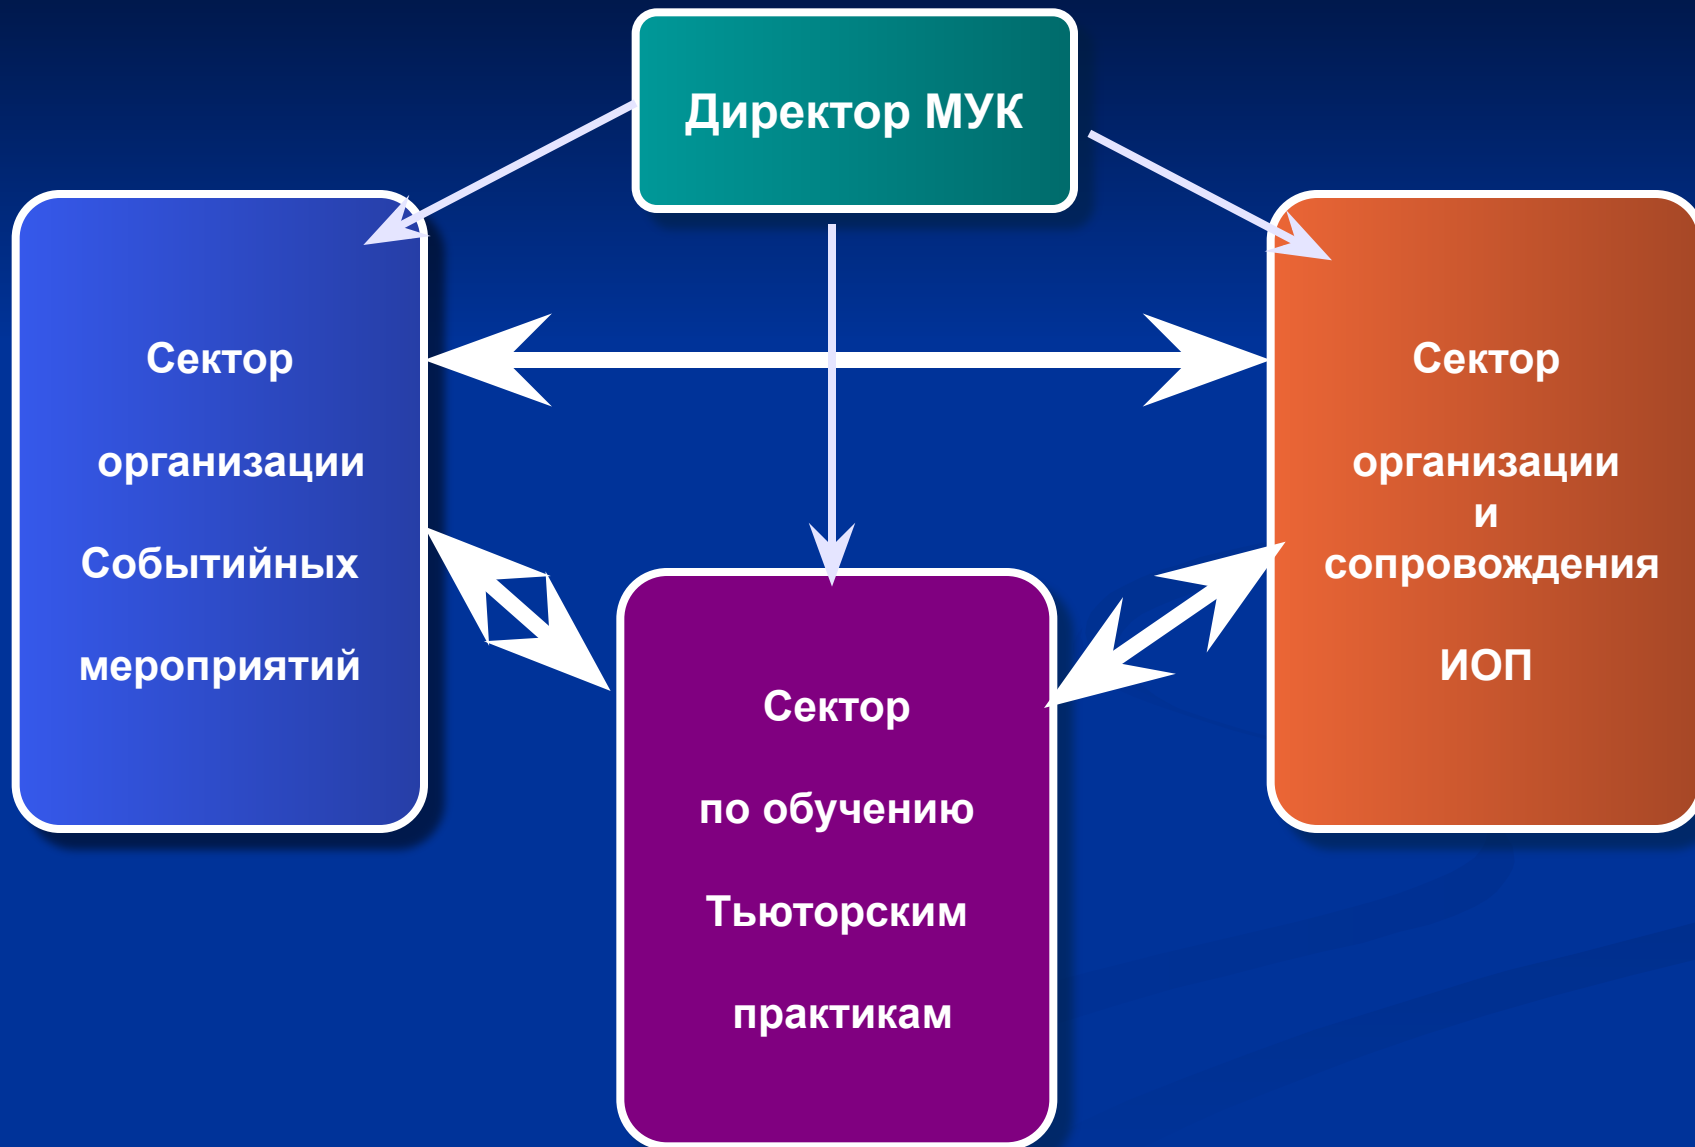 Директор МУК
Сектор
организации
Событийных
мероприятий
Сектор
по обучению
Тьюторским
практикам
Сектор
организации
и
сопровождения
ИОП